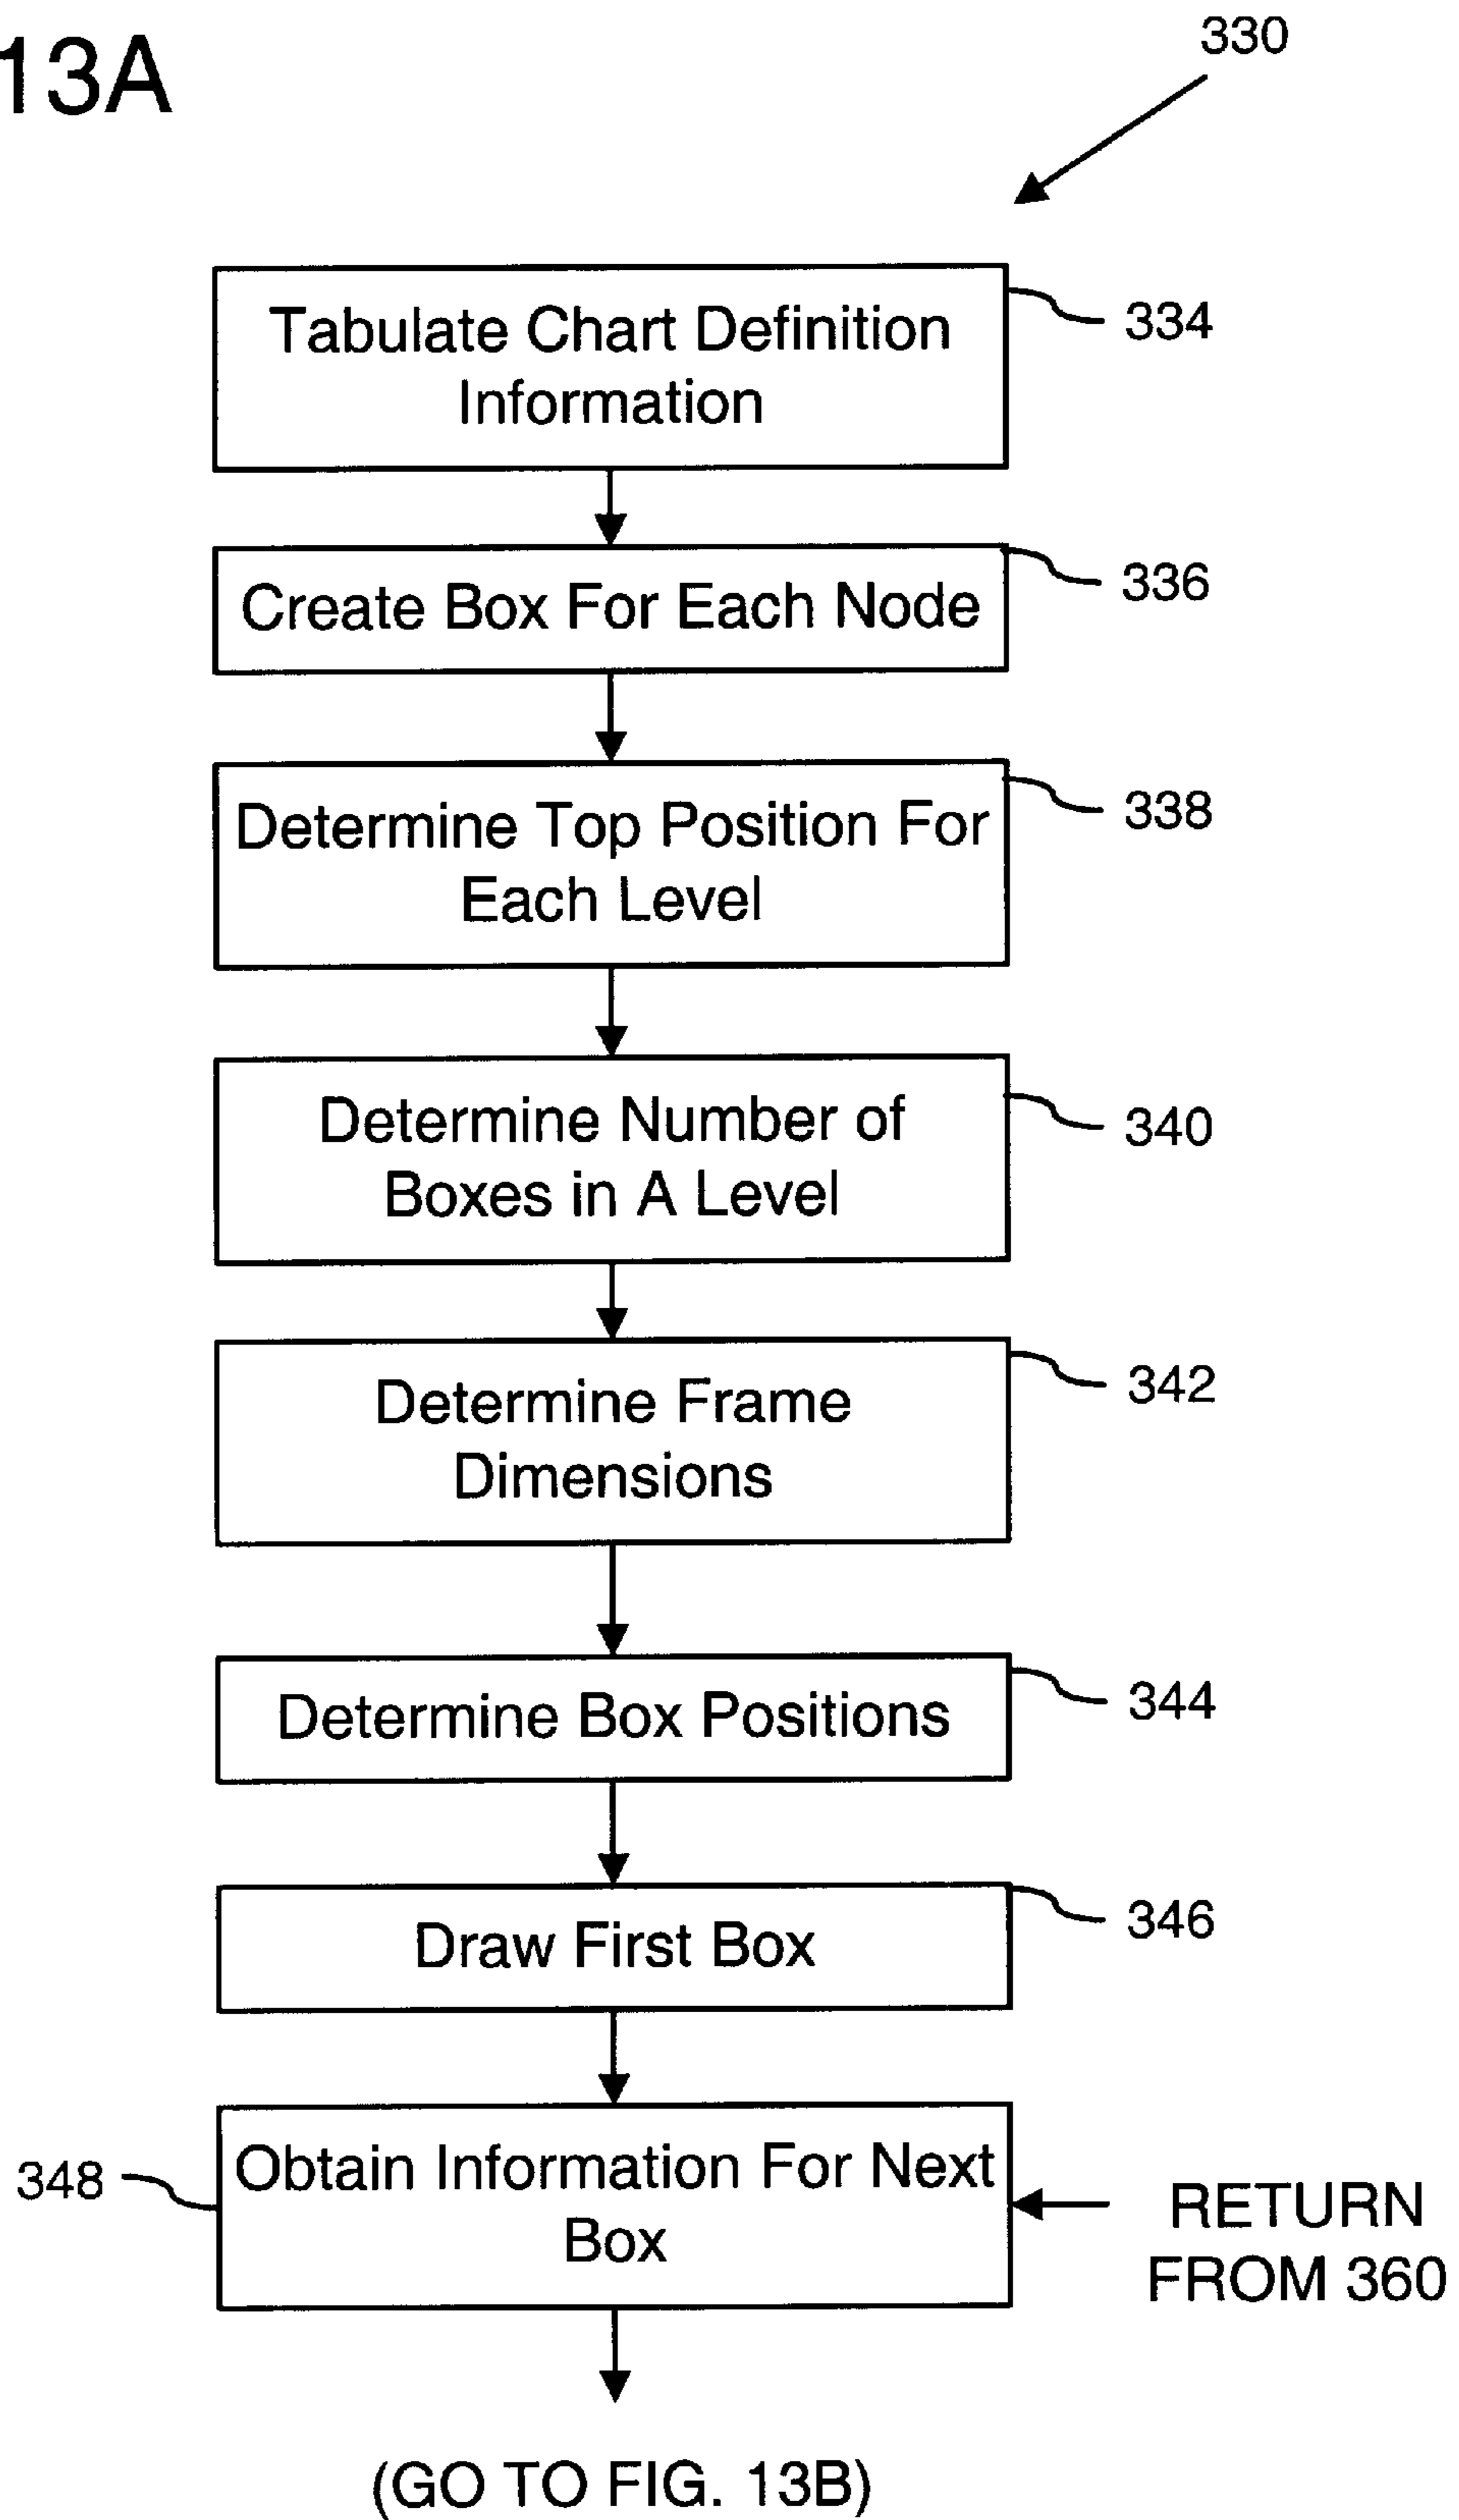 13A
330
Tabulate Chart Definition
Information
334
Create Box For Each Node
336
Determine Top Position For
Each Level
338
Determine Number of
Boxes in A Level
340
Determine Frame
Dimensions
342
Determine Box Positions
344
Draw First Box
346
348
Obtain Information For Next
Box
RETURN
FROM 360
(GO TO FIG. 13B)